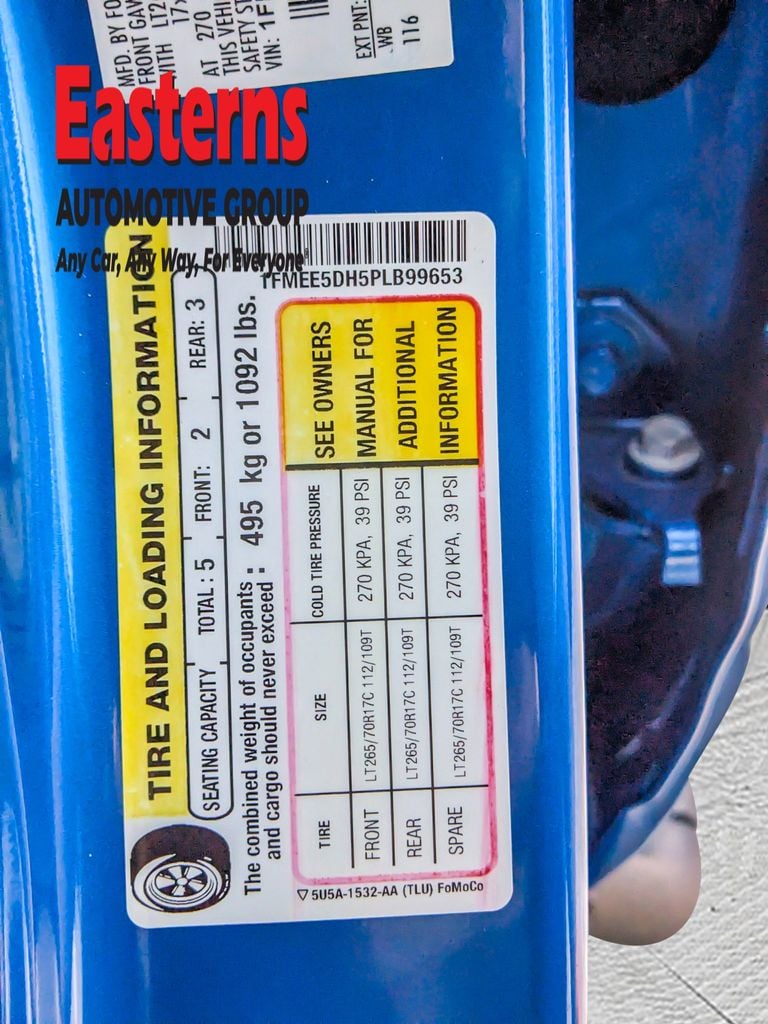 MFD. BY FO
FRONT GAW
WITH LT2
17X
AT 270
THIS VEHI
SAFETY ST
VIN: 1F
EXT PNT:
WB
116
Easterns
AUTOMOTIVE GROUP
Any Car, Any Way, For Everyone
1FMEE5DH5PLB99653
TIRE AND LOADING INFORMATION
SEATING CAPACITY TOTAL: 5 FRONT: 2 REAR: 3
The combined weight of occupants
and cargo should never exceed : 495 kg or 1092 lbs.
TIRE SIZE COLD TIRE PRESSURE
FRONT LT265/70R17C 112/109T 270 KPA, 39 PSI
REAR LT265/70R17C 112/109T 270 KPA, 39 PSI
SPARE LT265/70R17C 112/109T 270 KPA, 39 PSI
SEE OWNERS
MANUAL FOR
ADDITIONAL
INFORMATION
5U5A-1532-AA (TLU) FoMoCo